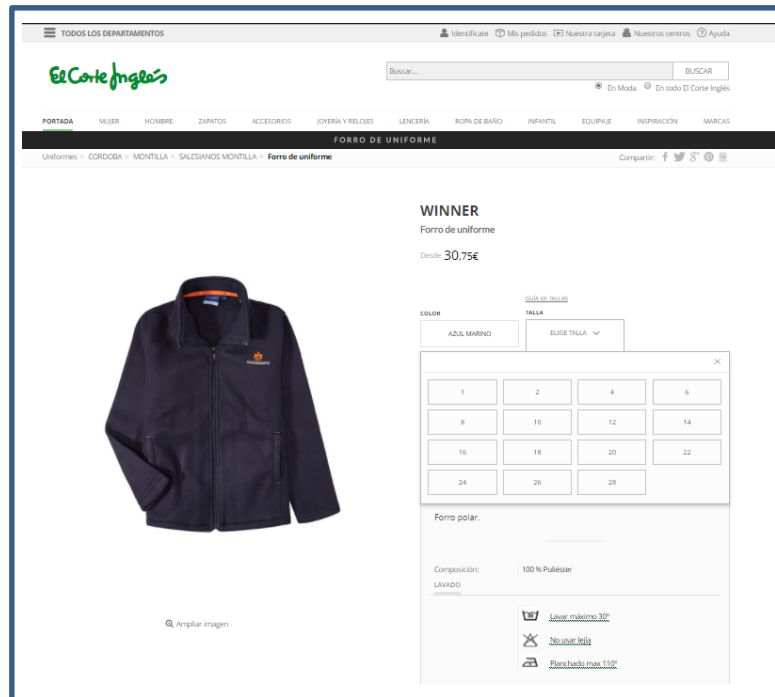 TODOS LOS DEPARTAMENTOS Identifícate Mis pedidos Nuestra tarjeta Nuestros centros Ayuda
El Corte Inglés
Buscar... BUSCAR
En Moda En todo El Corte Inglés
PORTADA MUJER HOMBRE ZAPATOS ACCESORIOS JOYERÍA Y RELOJES LENCERÍA ROPA DE BAÑO INFANTIL EQUIPAJE INSPIRACIÓN MARCAS
FORRO DE UNIFORME
Uniformes > CORDOBA > MONTILLA > SALESIANOS MONTILLA > Forro de uniforme Compartir:
WINNER
Forro de uniforme
Desde 30,75€
GUÍA DE TALLAS
COLOR TALLA
AZUL MARINO ELIGE TALLA
1 2 4 6
8 10 12 14
16 18 20 22
24 26 28
SALESIANOS
Forro polar.
Composición: 100 % Poliéster
LAVADO
Lavar máximo 30º
No usar lejía
Planchado max 110º
Ampliar imagen